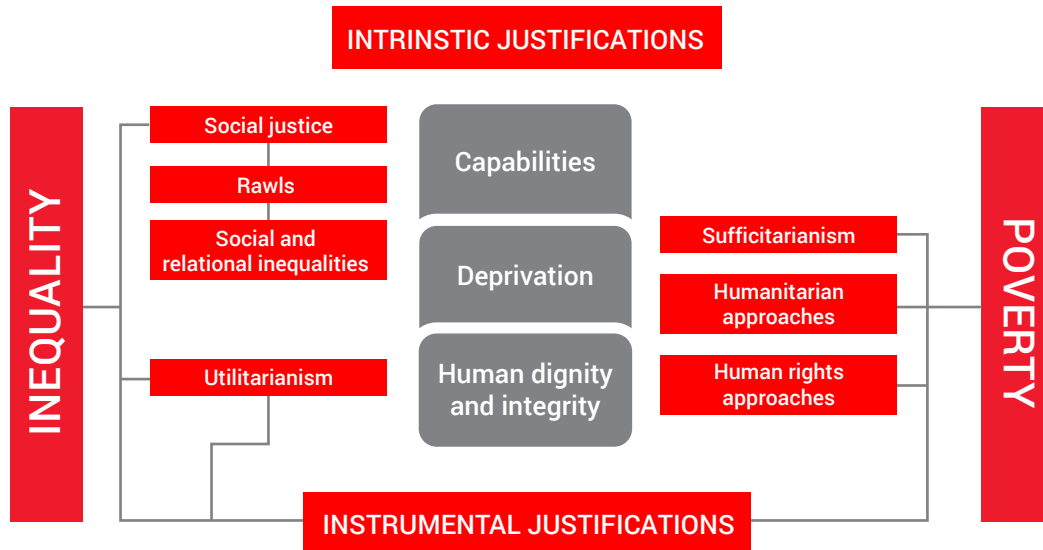 INTRINSTIC JUSTIFICATIONS
INEQUALITY
Social justice
Rawls
Social and
relational inequalities
Utilitarianism
Capabilities
Deprivation
Human dignity
and integrity
Sufficitarianism
Humanitarian
approaches
Human rights
approaches
POVERTY
INSTRUMENTAL JUSTIFICATIONS